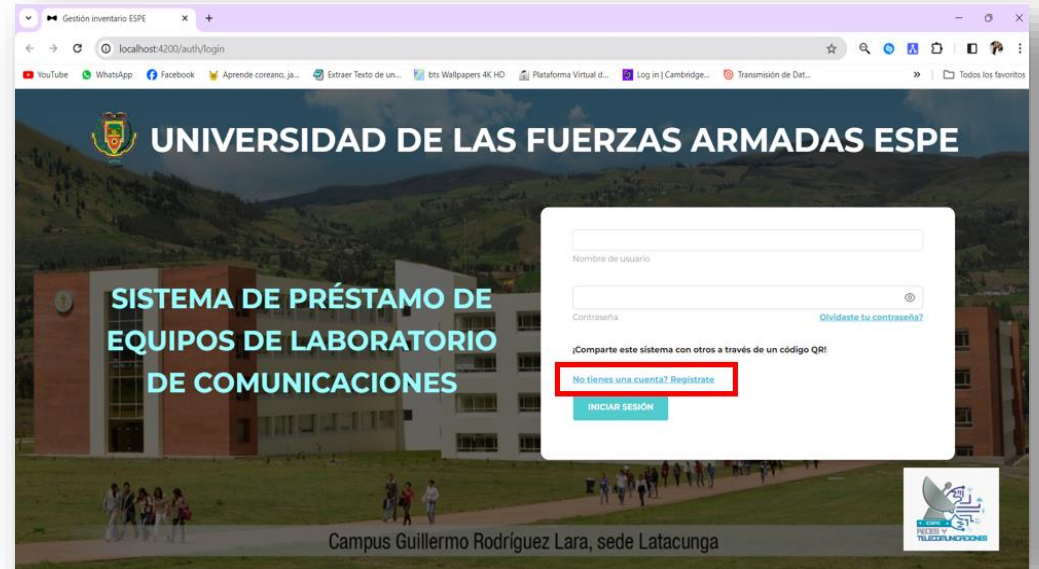 Gestión inventario ESPE
localhost:4200/auth/login
YouTube WhatsApp Facebook Aprende coreano, ja... Extraer Texto de un... bts Wallpapers 4K HD Plataforma Virtual d... Log in | Cambridge... Transmisión de Dat... » Todos los favoritos
UNIVERSIDAD DE LAS FUERZAS ARMADAS ESPE
SISTEMA DE PRÉSTAMO DE
EQUIPOS DE LABORATORIO
DE COMUNICACIONES
Nombre de usuario
Contraseña
Olvidaste tu contraseña?
¡Comparte este sistema con otros a través de un código QR!
No tienes una cuenta? Regístrate
INICIAR SESIÓN
ESPE
REDES Y
TELECOMUNICACIONES
Campus Guillermo Rodríguez Lara, sede Latacunga